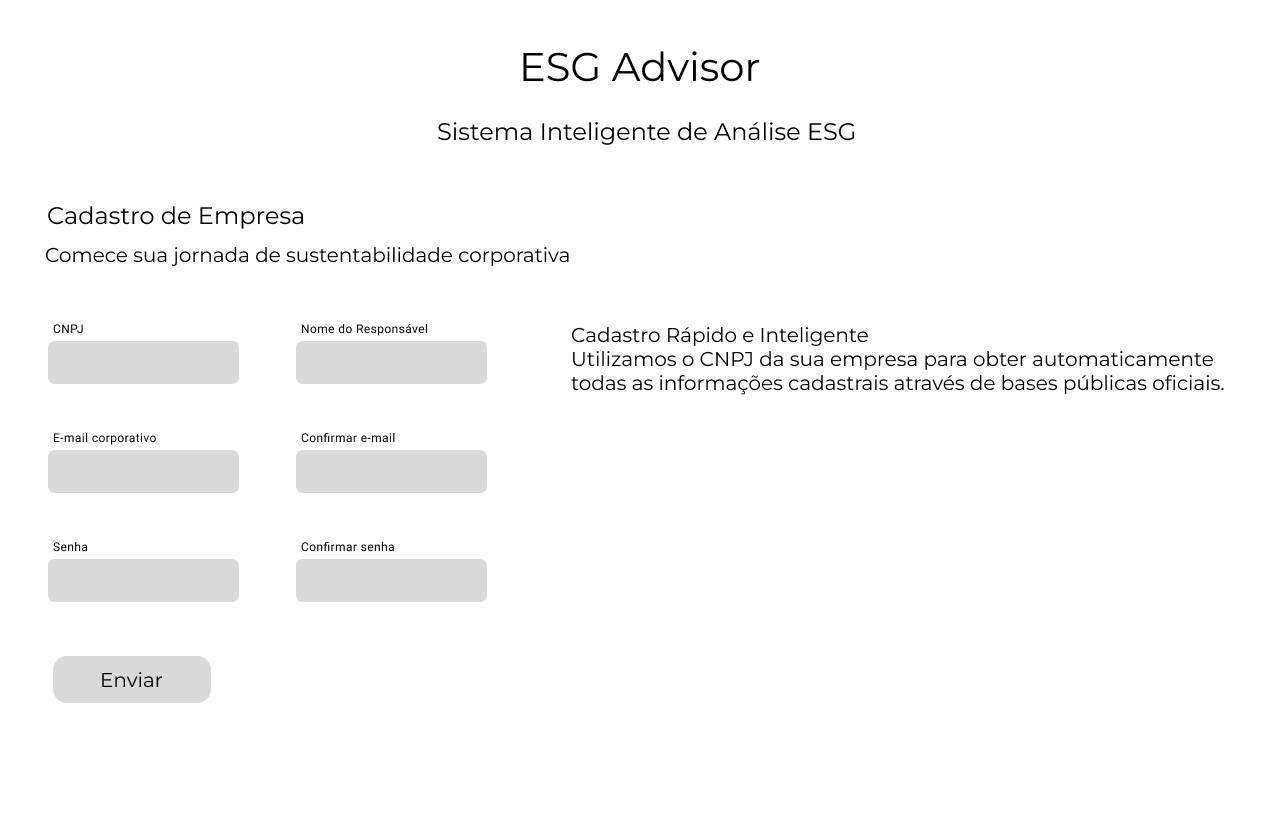 ESG Advisor
Sistema Inteligente de Análise ESG
Cadastro de Empresa
Comece sua jornada de sustentabilidade corporativa
CNPJ
Nome do Responsável
E-mail corporativo
Confirmar e-mail
Senha
Confirmar senha
Enviar
Cadastro Rápido e Inteligente
Utilizamos o CNPJ da sua empresa para obter automaticamente
todas as informações cadastrais através de bases públicas oficiais.